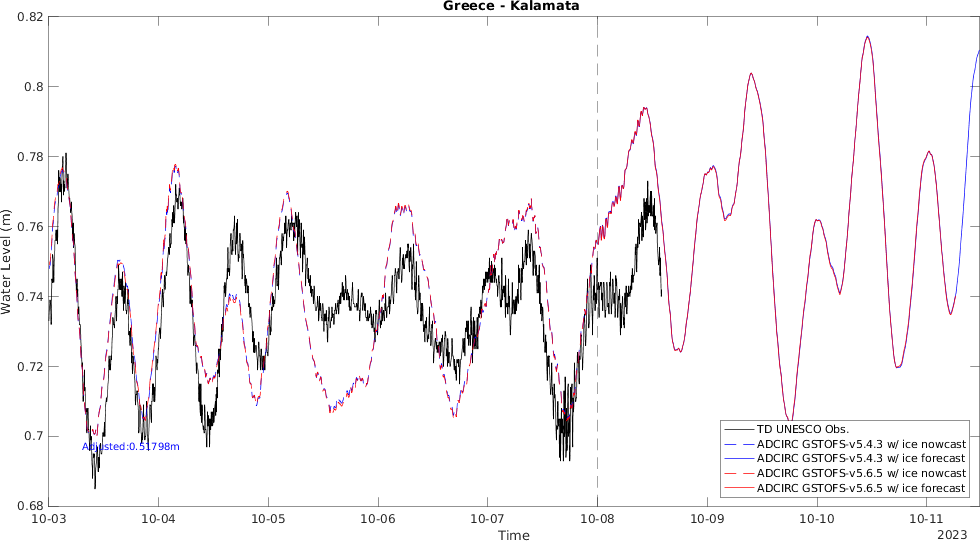 Greece - Kalamata
0.82
0.8
0.78
0.76
0.74
0.72
0.7
0.68
Water Level (m)
Adjusted:0.51798m
TD UNESCO Obs.
ADCIRC GSTOFS-v5.4.3 w/ ice nowcast
ADCIRC GSTOFS-v5.4.3 w/ ice forecast
ADCIRC GSTOFS-v5.6.5 w/ ice nowcast
ADCIRC GSTOFS-v5.6.5 w/ ice forecast
10-03 10-04 10-05 10-06 10-07 10-08 10-09 10-10 10-11
Time
2023